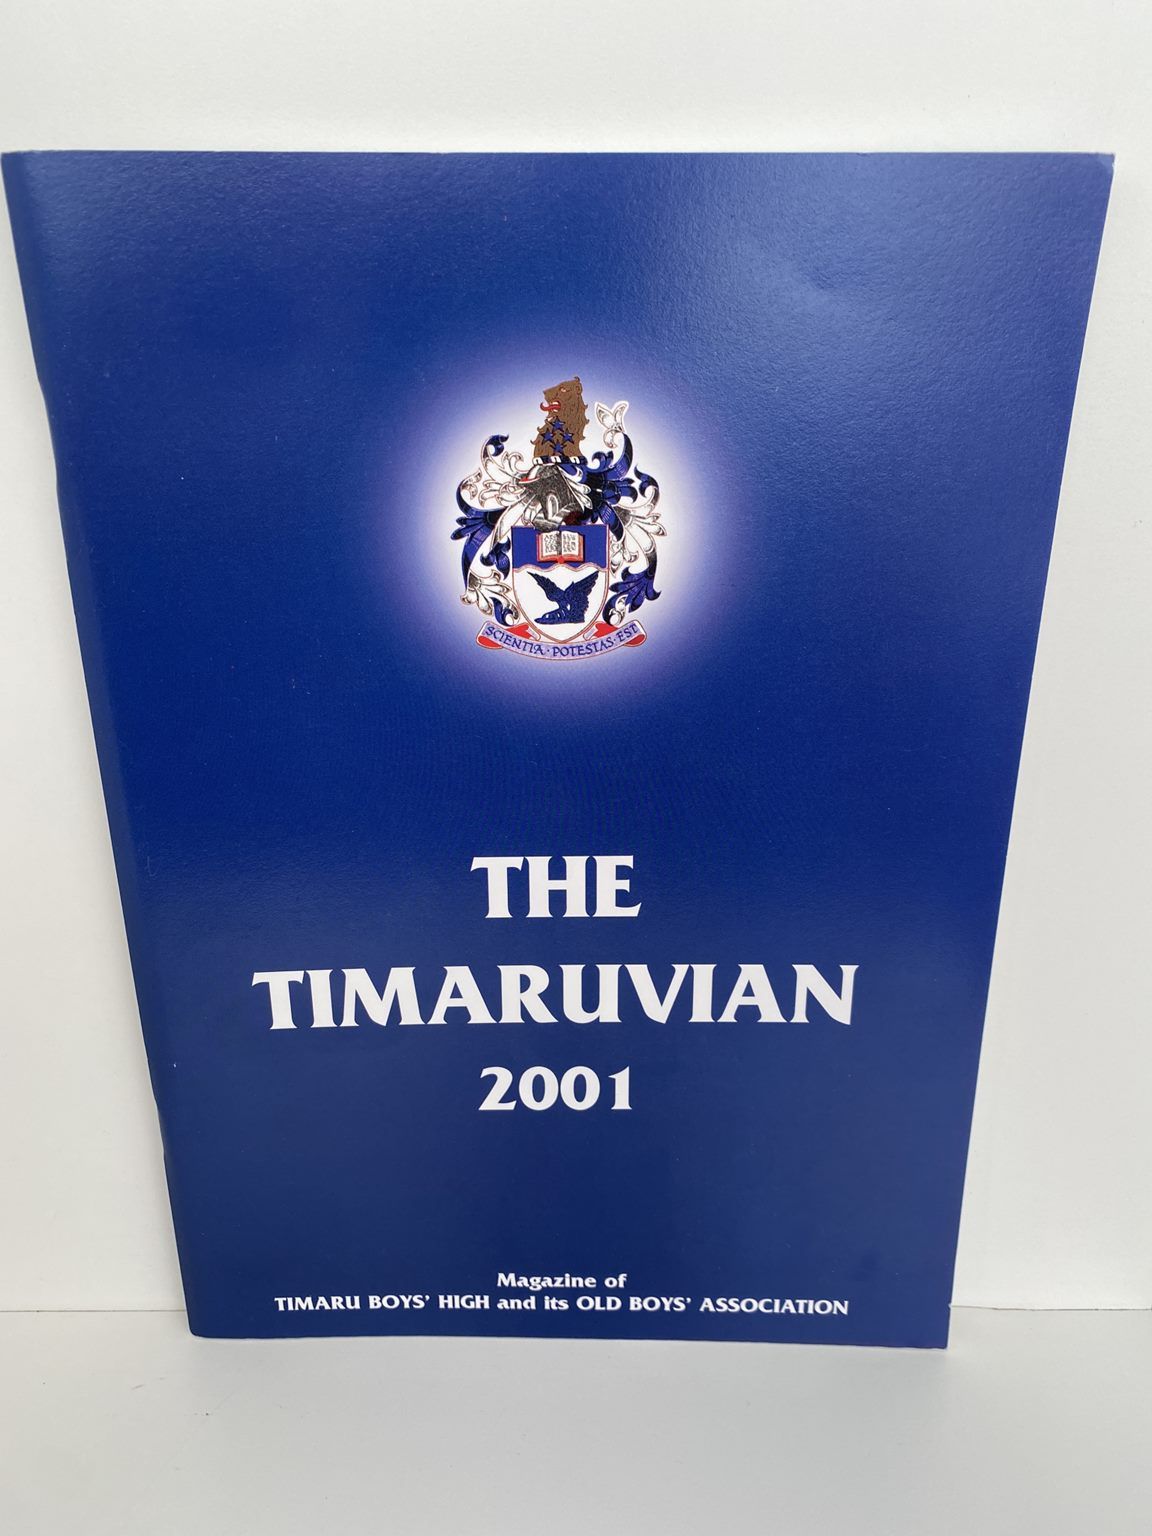 SCIENTIA · POTESTAS · EST
THE
TIMARUVIAN
2001
Magazine of
TIMARU BOYS' HIGH and its OLD BOYS' ASSOCIATION